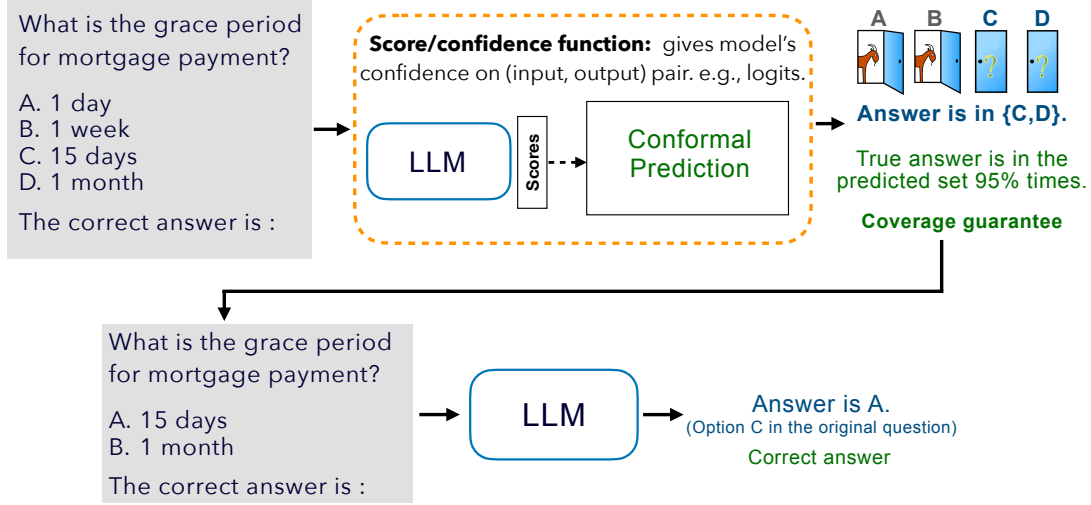 What is the grace period
for mortgage payment?
A. 1 day
B. 1 week
C. 15 days
D. 1 month
The correct answer is :
Score/confidence function: gives model's
confidence on (input, output) pair. e.g., logits.
LLM
Scores
Conformal
Prediction
A B C D
? ?
Answer is in {C,D}.
True answer is in the
predicted set 95% times.
Coverage guarantee
What is the grace period
for mortgage payment?
A. 15 days
B. 1 month
The correct answer is :
LLM
Answer is A.
(Option C in the original question)
Correct answer